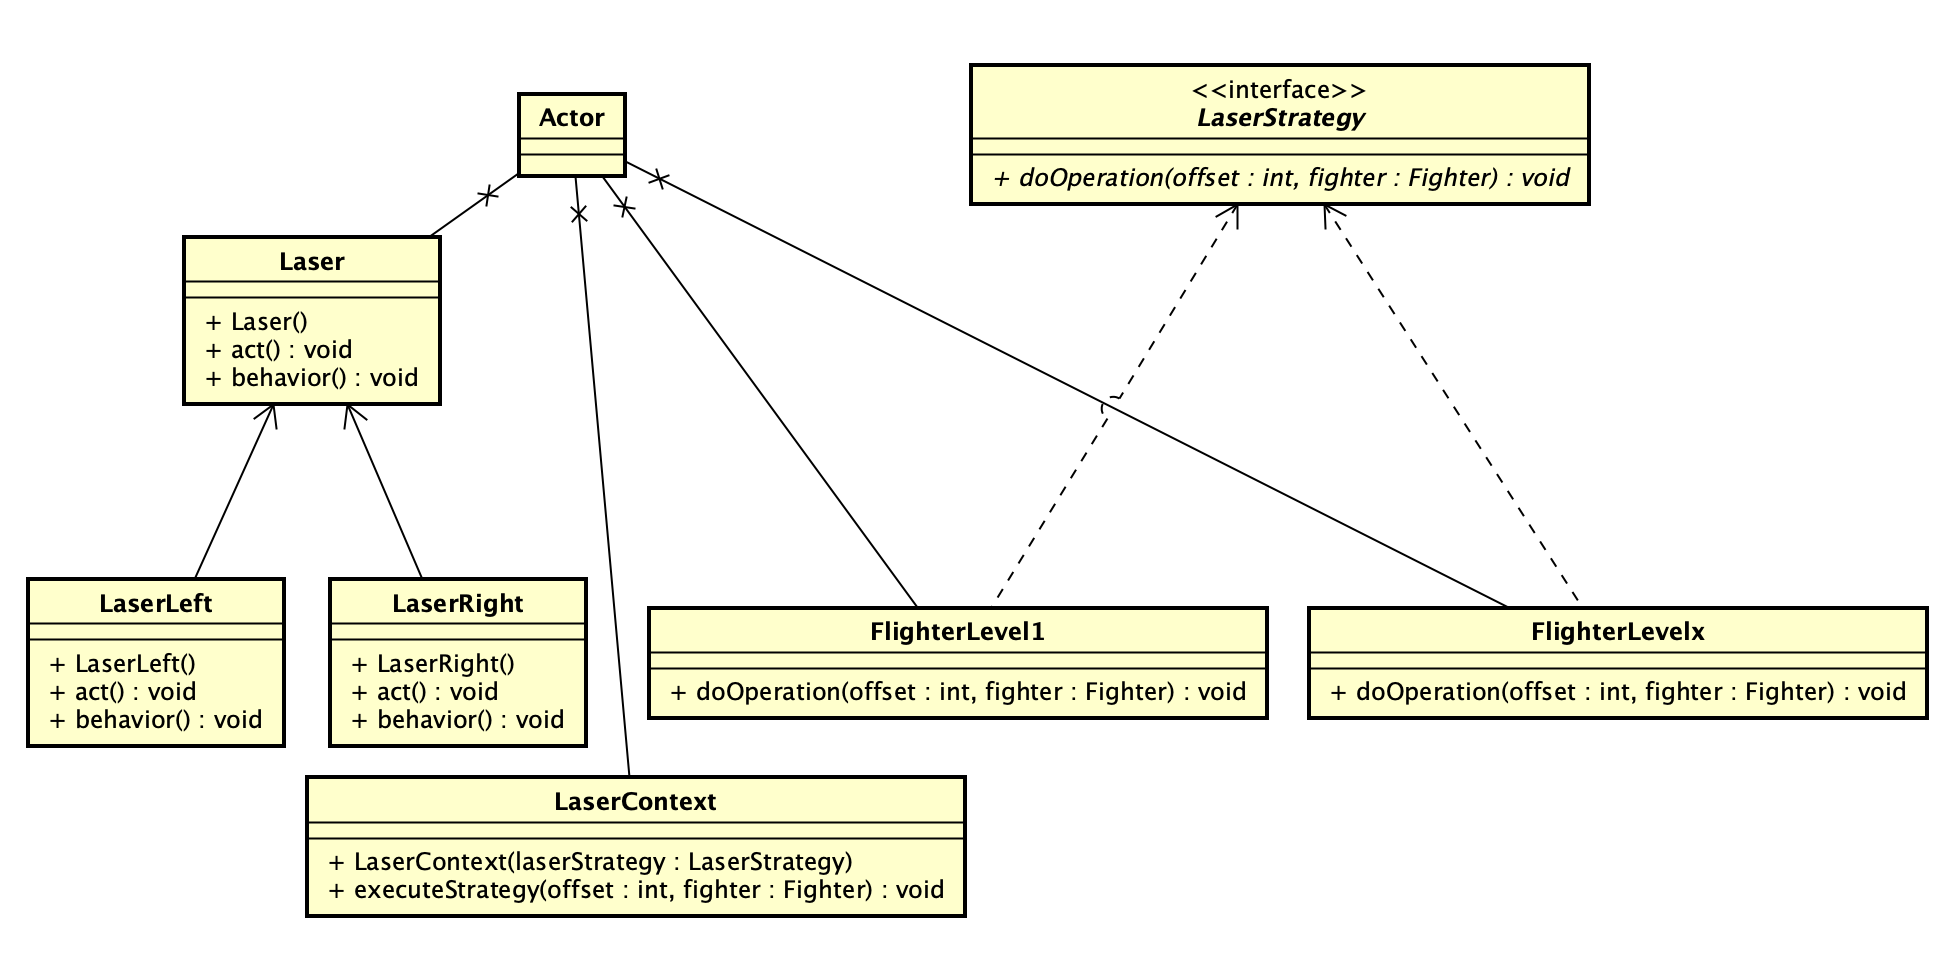 Actor
<<interface>>
LaserStrategy
+ doOperation(offset : int, fighter : Fighter) : void
Laser
+ Laser()
+ act() : void
+ behavior() : void
LaserLeft
+ LaserLeft()
+ act() : void
+ behavior() : void
LaserRight
+ LaserRight()
+ act() : void
+ behavior() : void
FlighterLevel1
+ doOperation(offset : int, fighter : Fighter) : void
FlighterLevelx
+ doOperation(offset : int, fighter : Fighter) : void
LaserContext
+ LaserContext(laserStrategy : LaserStrategy)
+ executeStrategy(offset : int, fighter : Fighter) : void